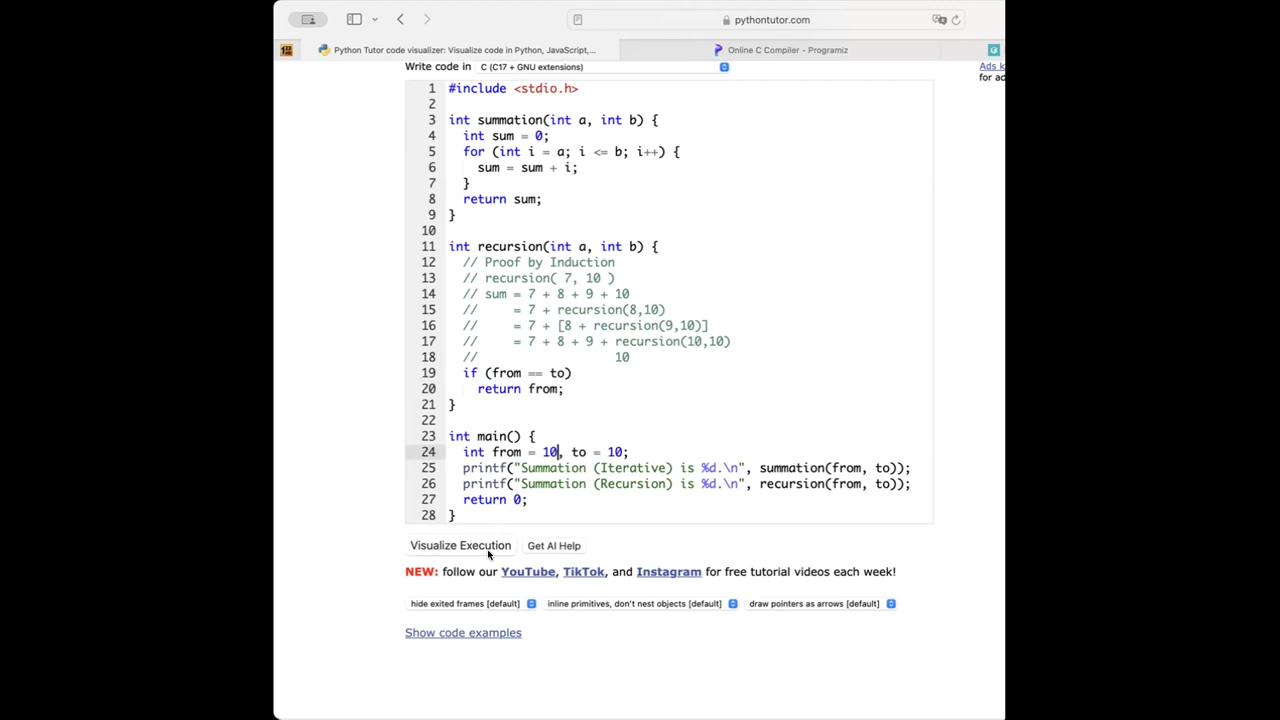 pythontutor.com
Python Tutor code visualizer: Visualize code in Python, JavaScript,...
Online C Compiler - Programiz
Write code in C (C17 + GNU extensions)
Ads k
for ad
1 #include <stdio.h>
2
3 int summation(int a, int b) {
4 int sum = 0;
5 for (int i = a; i <= b; i++) {
6 sum = sum + i;
7 }
8 return sum;
9 }
10
11 int recursion(int a, int b) {
12 // Proof by Induction
13 // recursion( 7, 10 )
14 // sum = 7 + 8 + 9 + 10
15 // = 7 + recursion(8,10)
16 // = 7 + [8 + recursion(9,10)]
17 // = 7 + 8 + 9 + recursion(10,10)
18 // 10
19 if (from == to)
20 return from;
21 }
22
23 int main() {
24 int from = 10, to = 10;
25 printf("Summation (Iterative) is %d.\n", summation(from, to));
26 printf("Summation (Recursion) is %d.\n", recursion(from, to));
27 return 0;
28 }
Visualize Execution Get AI Help
NEW: follow our YouTube, TikTok, and Instagram for free tutorial videos each week!
hide exited frames [default] inline primitives, don't nest objects [default] draw pointers as arrows [default]
Show code examples